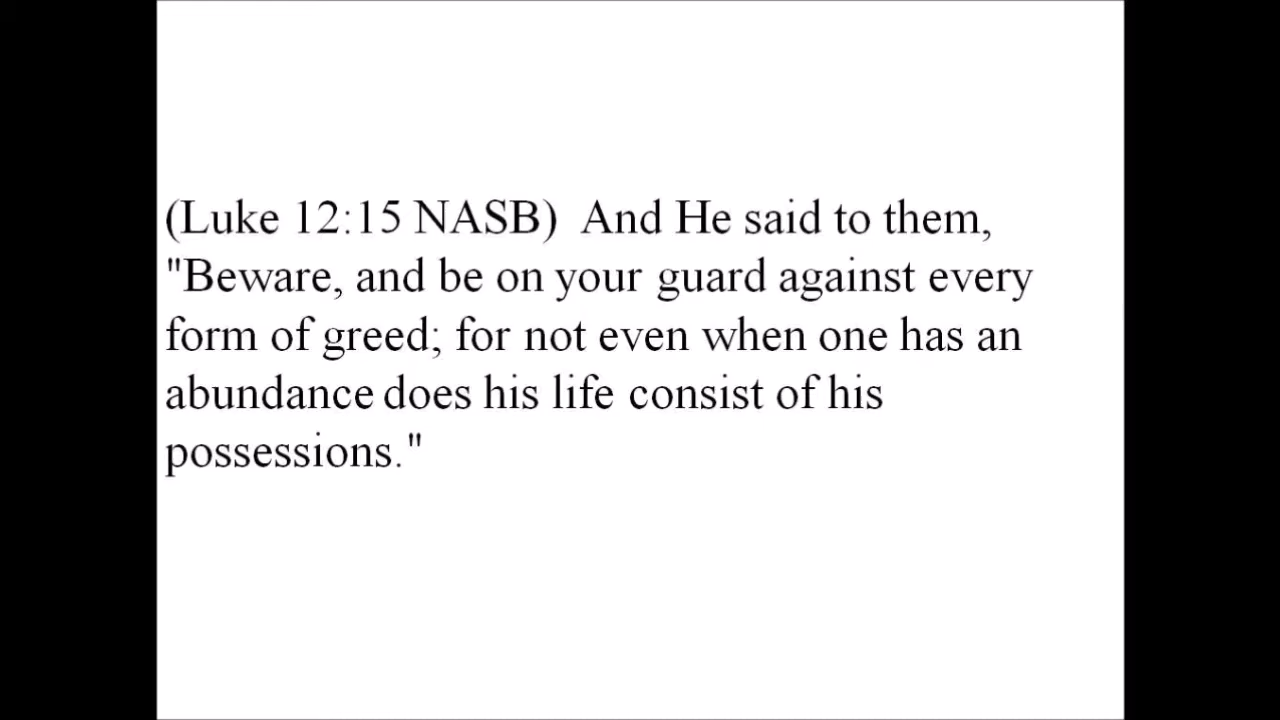 (Luke 12:15 NASB)  And He said to them,
"Beware, and be on your guard against every
form of greed; for not even when one has an
abundance does his life consist of his
possessions."